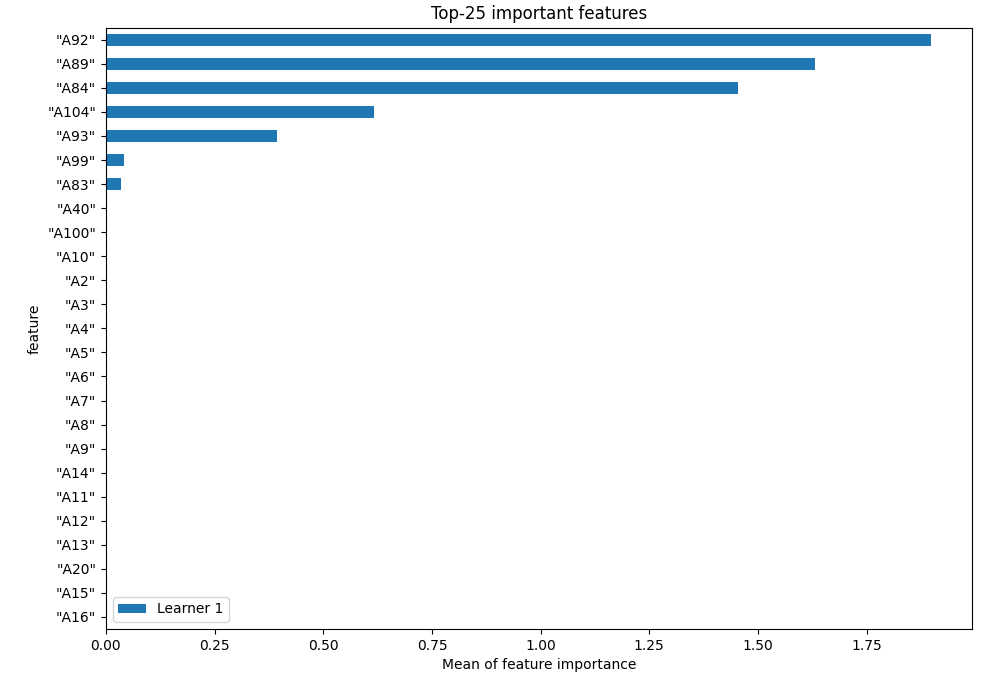 Top-25 important features
"A92"
"A89"
"A84"
"A104"
"A93"
"A99"
"A83"
"A40"
"A100"
"A10"
"A2"
"A3"
"A4"
"A5"
"A6"
"A7"
"A8"
"A9"
"A14"
"A11"
"A12"
"A13"
"A20"
"A15"
"A16"
feature
Learner 1
0.00 0.25 0.50 0.75 1.00 1.25 1.50 1.75
Mean of feature importance